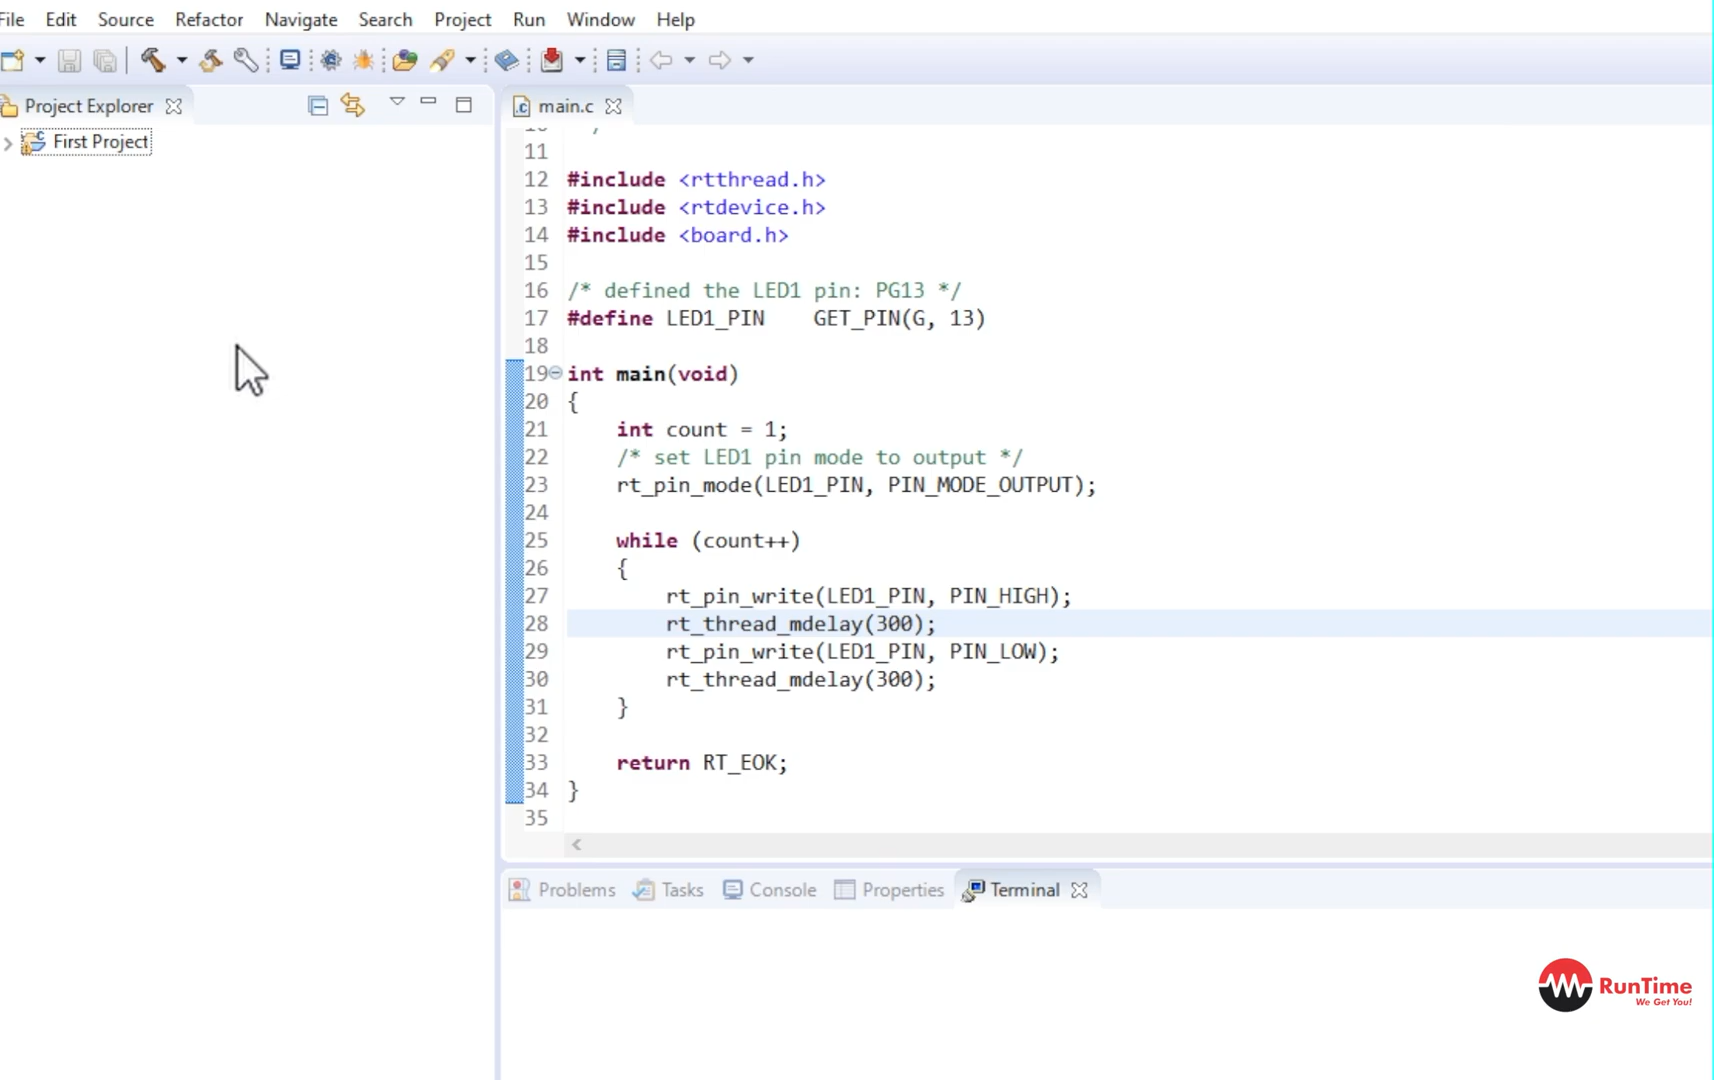 File Edit Source Refactor Navigate Search Project Run Window Help
Project Explorer
First Project
main.c
10 */
11
12 #include <rtthread.h>
13 #include <rtdevice.h>
14 #include <board.h>
15
16 /* defined the LED1 pin: PG13 */
17 #define LED1_PIN    GET_PIN(G, 13)
18
19 int main(void)
20 {
21     int count = 1;
22     /* set LED1 pin mode to output */
23     rt_pin_mode(LED1_PIN, PIN_MODE_OUTPUT);
24
25     while (count++)
26     {
27         rt_pin_write(LED1_PIN, PIN_HIGH);
28         rt_thread_mdelay(300);
29         rt_pin_write(LED1_PIN, PIN_LOW);
30         rt_thread_mdelay(300);
31     }
32
33     return RT_EOK;
34 }
35
Problems Tasks Console Properties Terminal
RunTime
We Get You!